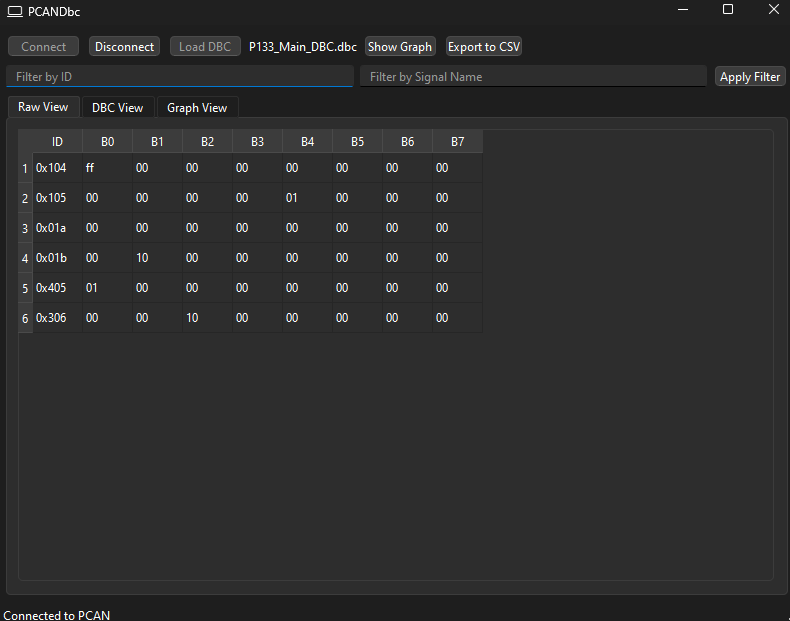 PCANDbc
Connect Disconnect Load DBC P133_Main_DBC.dbc Show Graph Export to CSV
Filter by ID Filter by Signal Name Apply Filter
Raw View DBC View Graph View
ID B0 B1 B2 B3 B4 B5 B6 B7
1 0x104 ff 00 00 00 00 00 00 00
2 0x105 00 00 00 00 01 00 00 00
3 0x01a 00 00 00 00 00 00 00 00
4 0x01b 00 10 00 00 00 00 00 00
5 0x405 01 00 00 00 00 00 00 00
6 0x306 00 00 10 00 00 00 00 00
Connected to PCAN